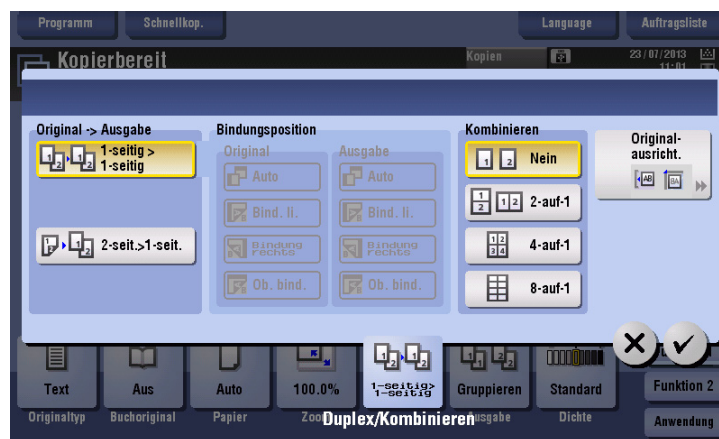 Programm
Schnellkop.
Language
Auftragsliste
Kopierbereit
Kopien
23/07/2013
11:01
Original -> Ausgabe
Bindungsposition
Kombinieren
1-seitig >
1-seitig
2-seit.>1-seit.
Original
Ausgabe
Auto
Auto
Bind. li.
Bind. li.
Bindung
rechts
Bindung
rechts
Ob. bind.
Ob. bind.
Nein
2-auf-1
4-auf-1
8-auf-1
Original-
ausricht.
Text
Aus
Auto
100.0%
1-seitig>
1-seitig
Gruppieren
Standard
Funktion 2
Originaltyp
Buchoriginal
Papier
Zoom
Duplex/Kombinieren
Dichte
Anwendung